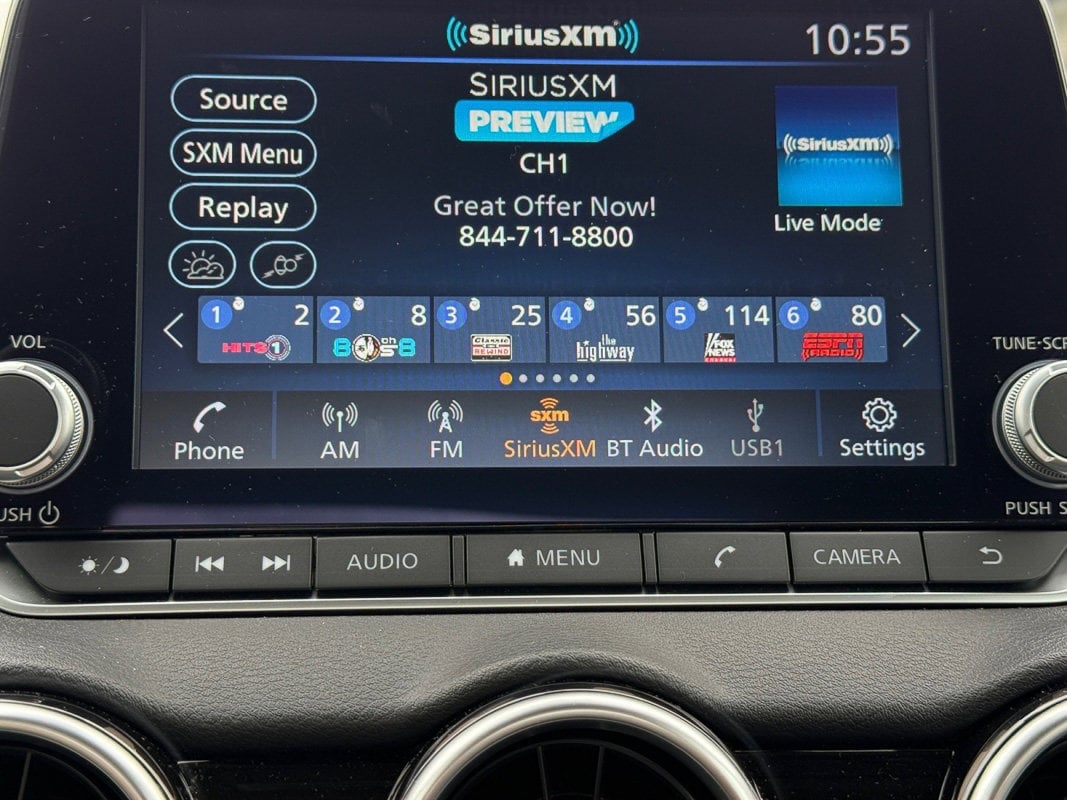 SiriusXM
10:55
Source
SXM Menu
Replay
SIRIUSXM
PREVIEW
CH1
Great Offer Now!
844-711-8800
SiriusXM
Live Mode
1 2
HITS 1
2 8
80s on 8
3 25
Classic REWIND
4 56
the highway
5 114
FOX NEWS
CHANNEL
6 80
ESPN
RADIO
VOL
TUNE·SCR
Phone
AM
FM
sxm
SiriusXM
BT Audio
USB1
Settings
USH
PUSH S
AUDIO
MENU
CAMERA